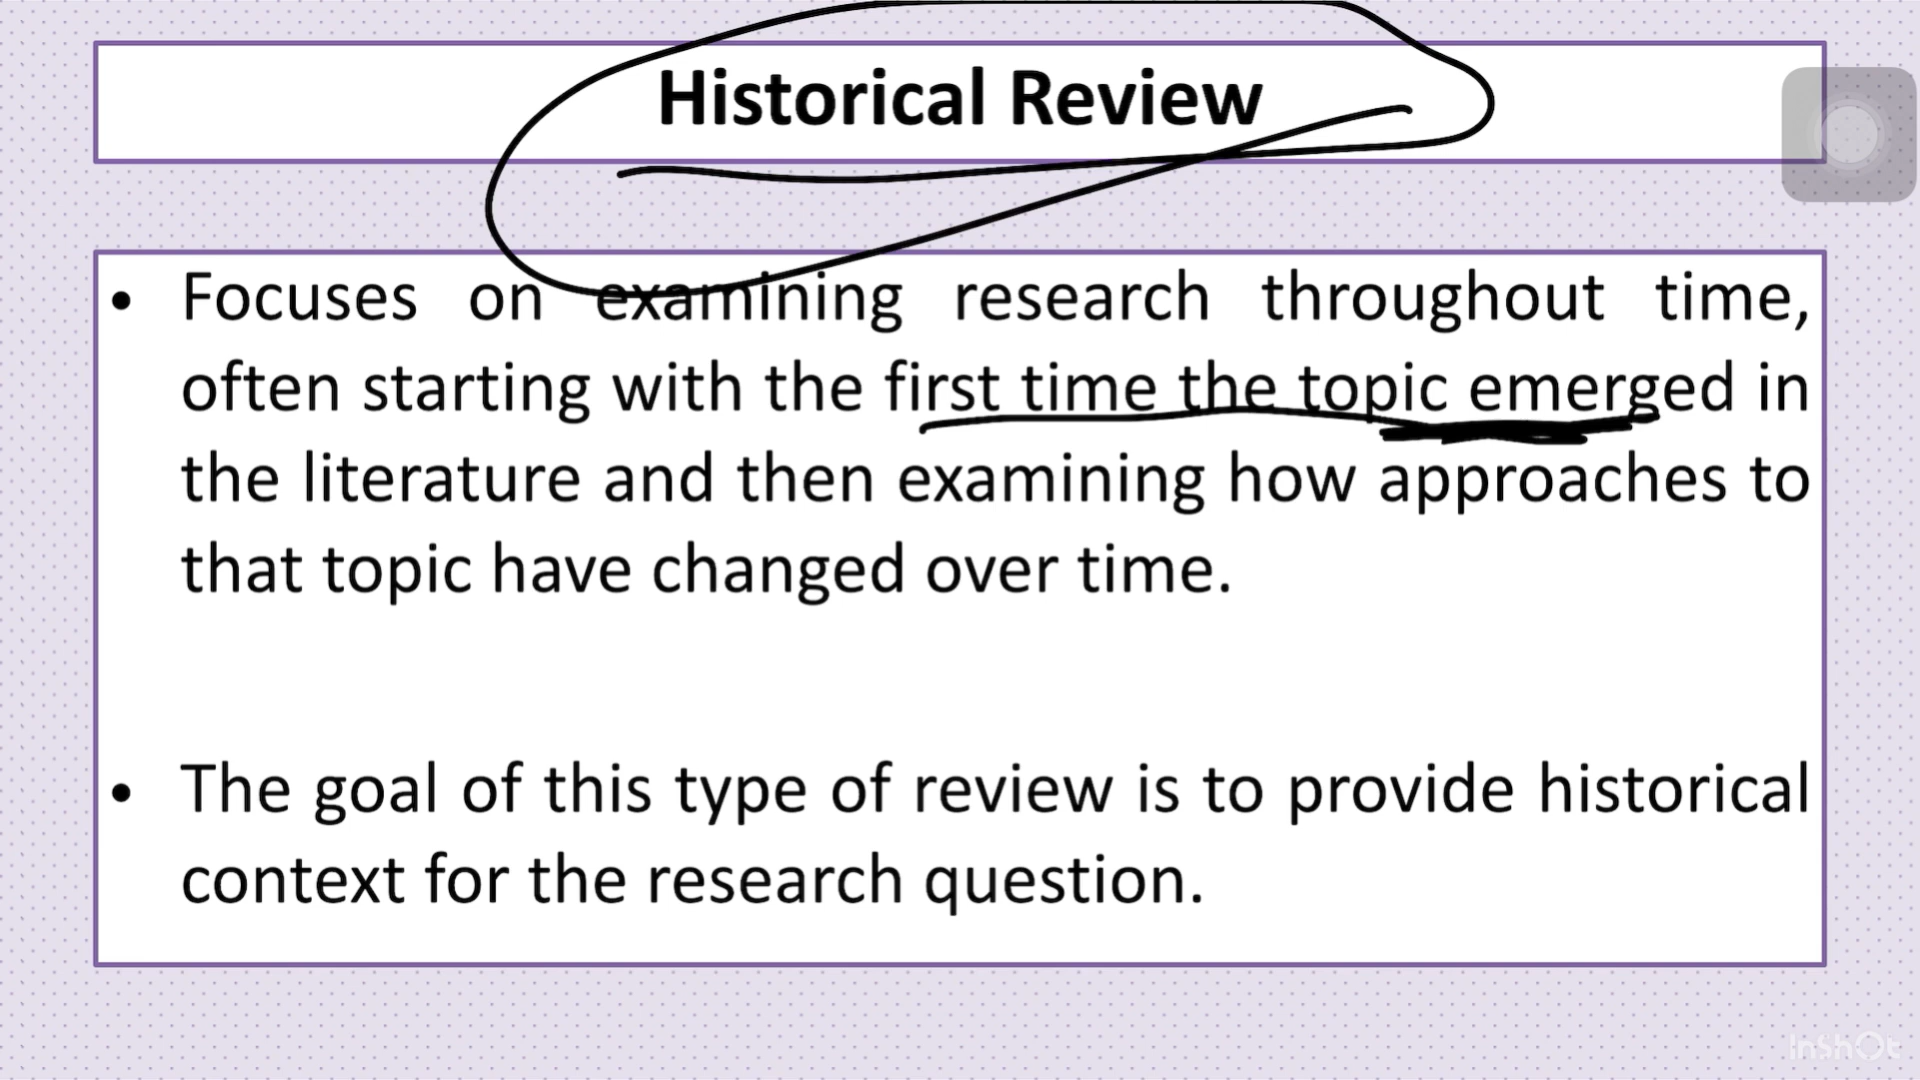 Historical Review
• Focuses on examining research throughout time,
often starting with the first time the topic emerged in
the literature and then examining how approaches to
that topic have changed over time.
• The goal of this type of review is to provide historical
context for the research question.
InShOt